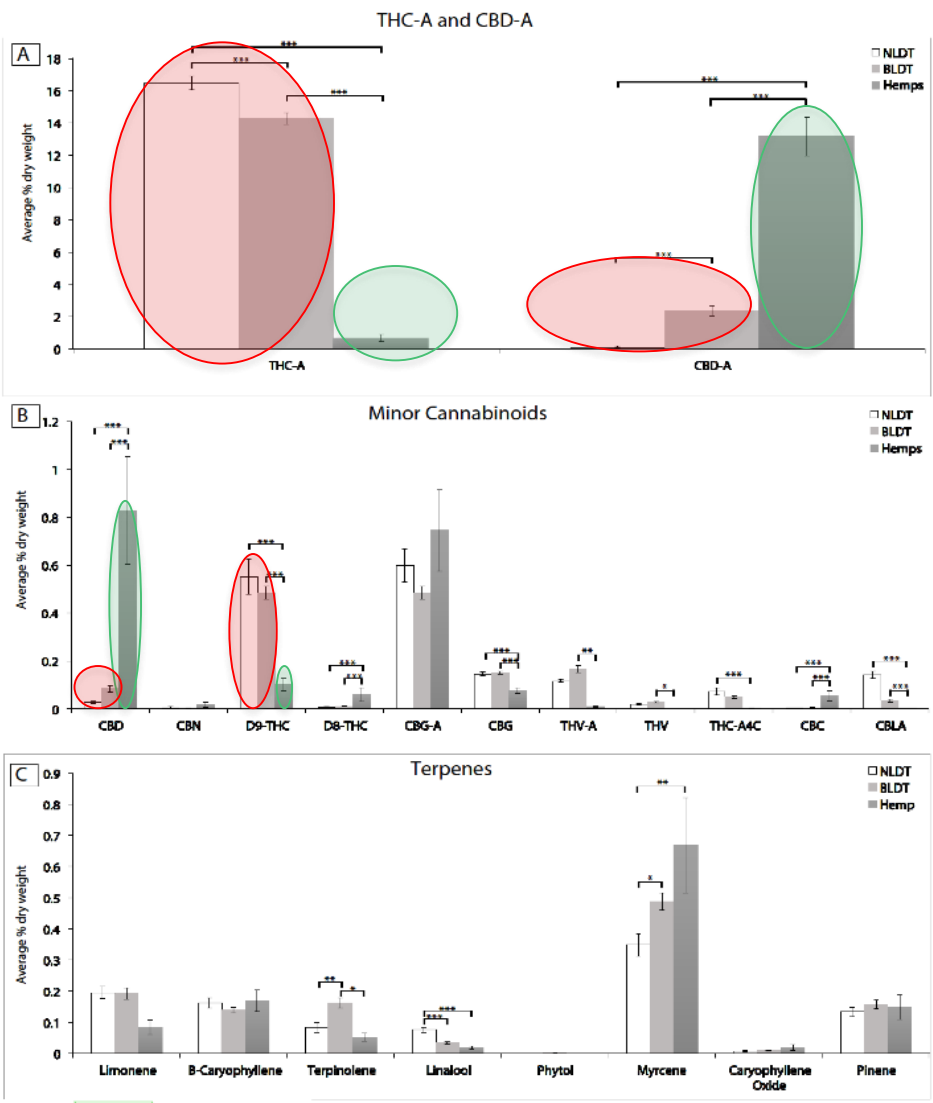 THC-A and CBD-A
A
NLDT
BLDT
Hemps
Average % dry weight
18
16
14
12
10
8
6
4
2
0
***
***
***
***
***
***
THC-A
CBD-A
B
Minor Cannabinoids
NLDT
BLDT
Hemps
Average % dry weight
1.2
1
0.8
0.6
0.4
0.2
0
***
***
***
***
***
***
***
***
**
*
***
***
***
***
***
CBD
CBN
D9-THC
D8-THC
CBG-A
CBG
THV-A
THV
THC-A4C
CBC
CBLA
C
Terpenes
NLDT
BLDT
Hemp
Average % dry weight
0.9
0.8
0.7
0.6
0.5
0.4
0.3
0.2
0.1
0
**
*
***
***
**
*
Limonene
B-Caryophyllene
Terpinolene
Linalool
Phytol
Myrcene
Caryophyllene
Oxide
Pinene